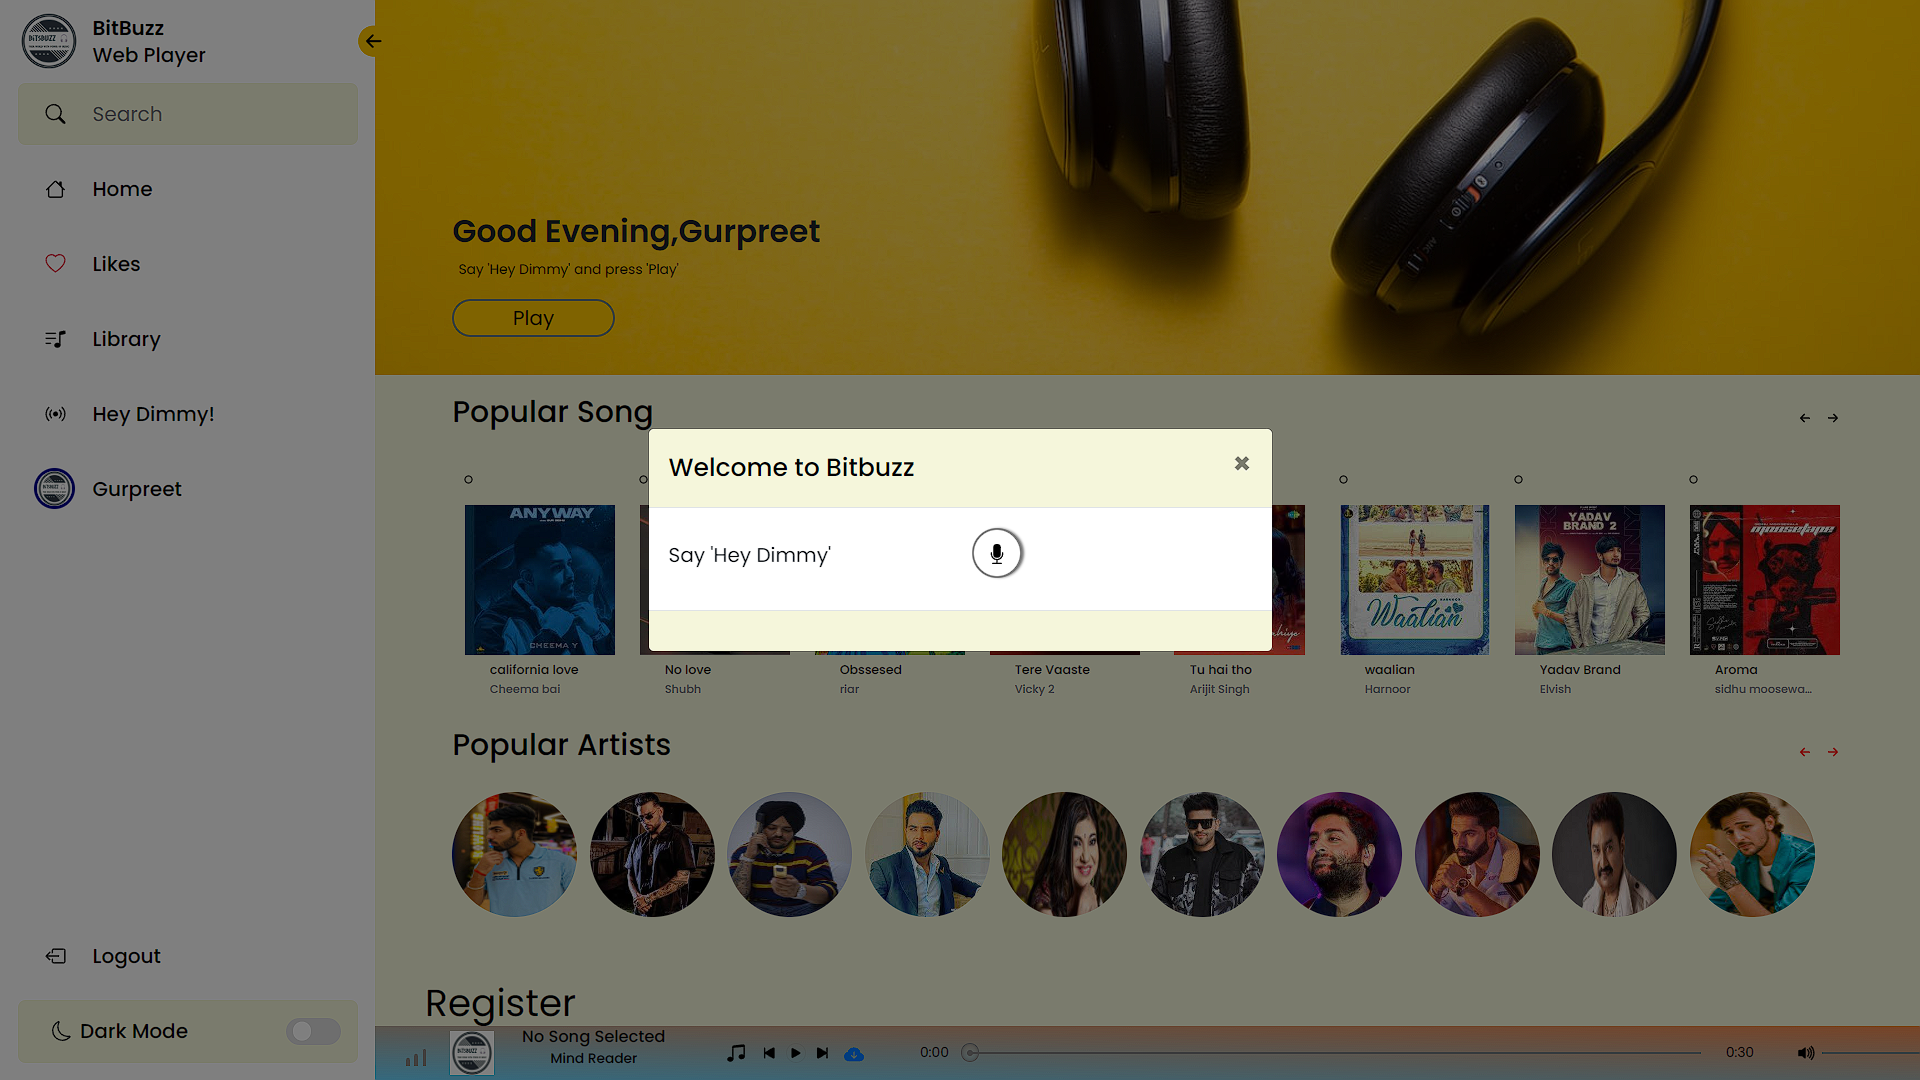 BitBuzz
Web Player
Search
Home
Likes
Library
Hey Dimmy!
Gurpreet
Logout
Dark Mode
Good Evening,Gurpreet
Say 'Hey Dimmy' and press 'Play'
Play
Popular Song
Welcome to Bitbuzz
✖
Say 'Hey Dimmy'
ANYWAY
CHEEMA Y
Waalian
YADAV
BRAND 2
moosetape
california love
Cheema bai
No love
Shubh
Obssesed
riar
Tere Vaaste
Vicky 2
Tu hai tho
Arijit Singh
waalian
Harnoor
Yadav Brand
Elvish
Aroma
sidhu moosewa...
Popular Artists
Register
No Song Selected
Mind Reader
0:00
0:30